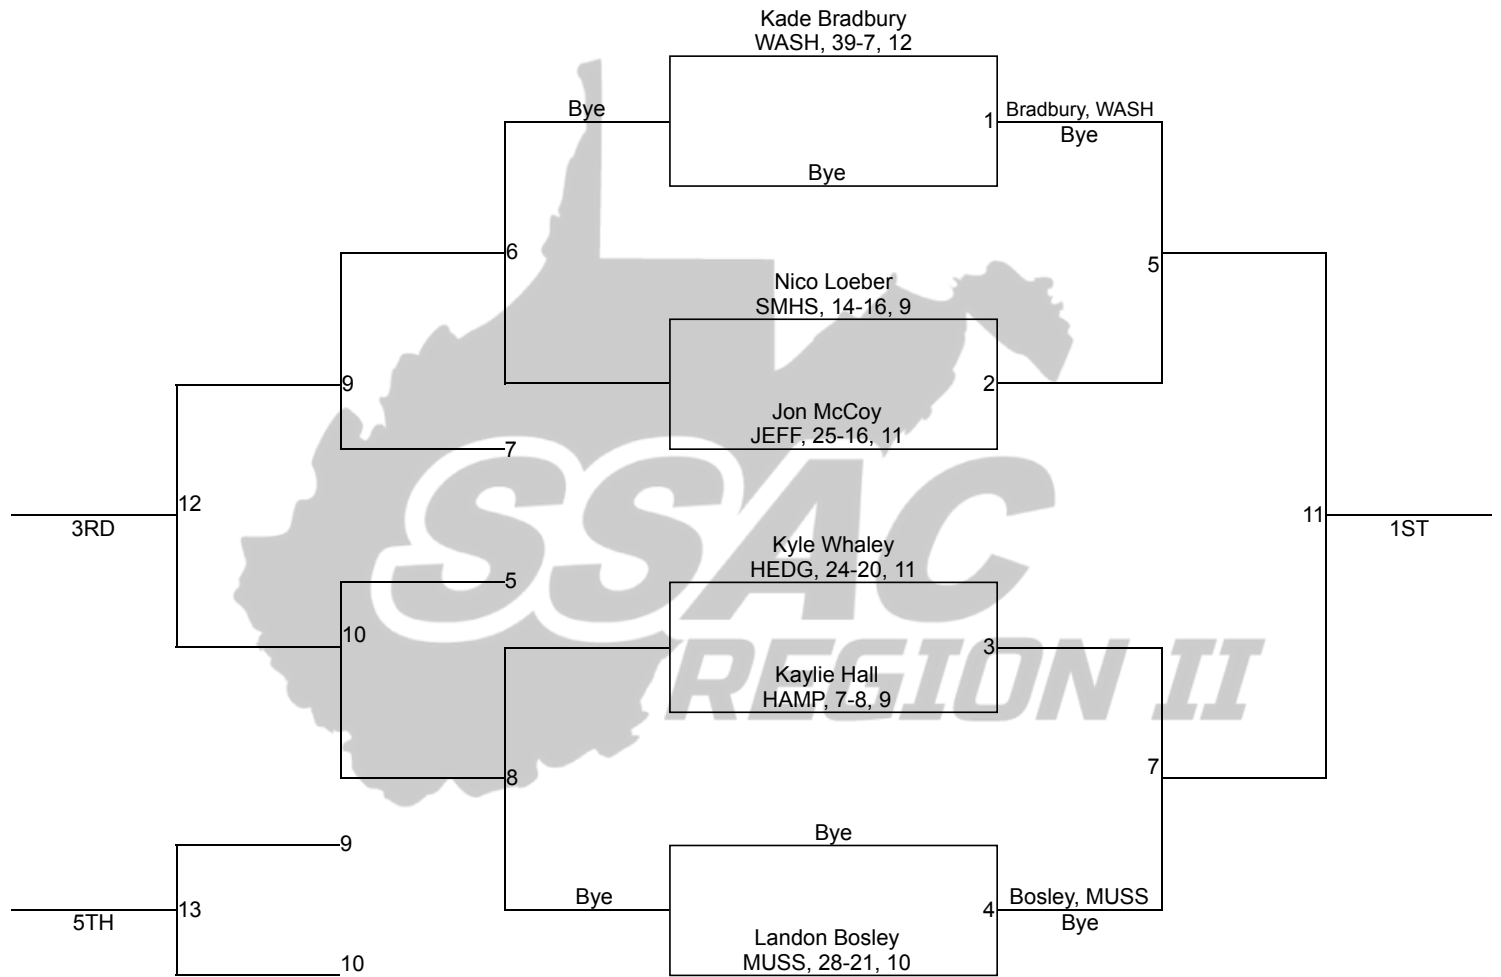 Kade Bradbury
WASH, 39-7, 12
Bye
1
Bradbury, WASH
Bye
Bye
6
5
Nico Loeber
SMHS, 14-16, 9
9
2
Jon McCoy
JEFF, 25-16, 11
7
12
3RD
11
1ST
SSAC
REGION II
Kyle Whaley
HEDG, 24-20, 11
5
10
3
Kaylie Hall
HAMP, 7-8, 9
8
7
Bye
9
Bye
4
Bosley, MUSS
Bye
13
5TH
Landon Bosley
MUSS, 28-21, 10
10